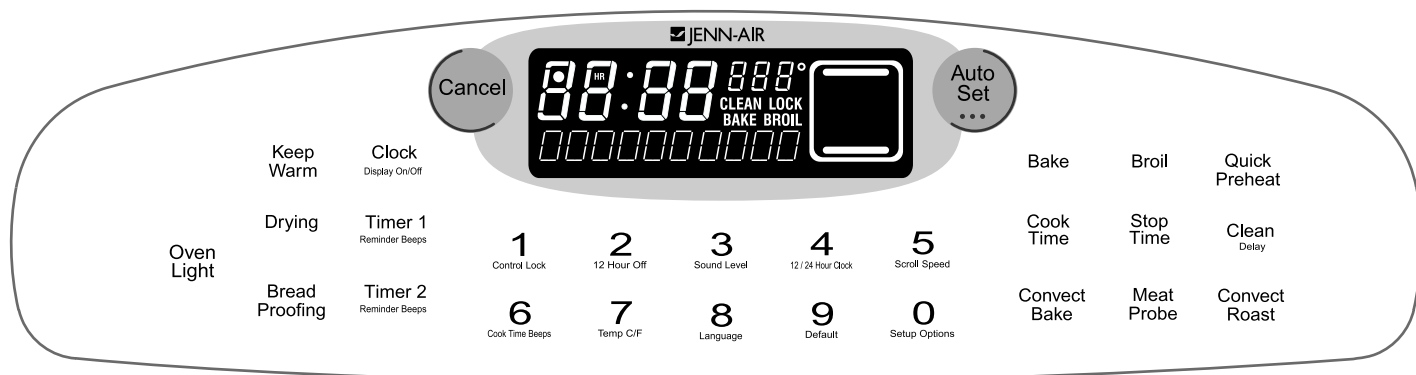 JENN-AIR
Cancel
88:88
HR
888°
CLEAN LOCK
BAKE BROIL
Auto
Set
Keep
Warm
Clock
Display On/Off
Drying
Timer 1
Reminder Beeps
Oven
Light
Bread
Proofing
Timer 2
Reminder Beeps
1
Control Lock
2
12 Hour Off
3
Sound Level
4
12 / 24 Hour Clock
5
Scroll Speed
6
Cook Time Beeps
7
Temp C/F
8
Language
9
Default
0
Setup Options
Bake
Broil
Quick
Preheat
Cook
Time
Stop
Time
Clean
Delay
Convect
Bake
Meat
Probe
Convect
Roast